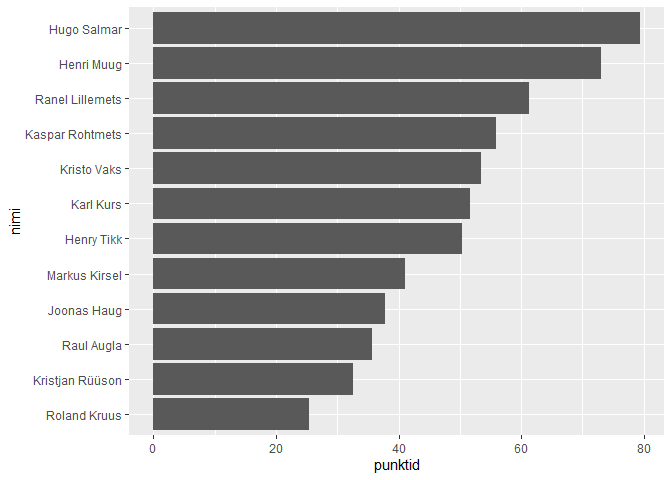 Hugo Salmar
Henri Muug
Ranel Lillemets
Kaspar Rohtmets
Kristo Vaks
Karl Kurs
Henry Tikk
Markus Kirsel
Joonas Haug
Raul Augla
Kristjan Rüüson
Roland Kruus
nimi
0 20 40 60 80
punktid